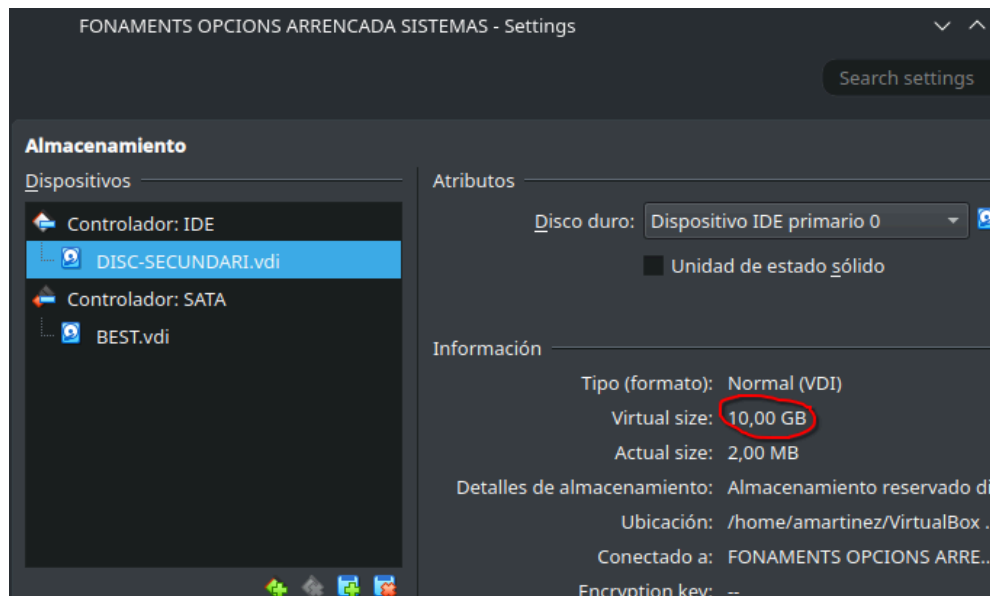 FONAMENTS OPCIONS ARRENCADA SISTEMAS - Settings
Search settings
Almacenamiento
Dispositivos
Controlador: IDE
DISC-SECUNDARI.vdi
Controlador: SATA
BEST.vdi
Atributos
Disco duro: Dispositivo IDE primario 0
Unidad de estado sólido
Información
Tipo (formato): Normal (VDI)
Virtual size: 10,00 GB
Actual size: 2,00 MB
Detalles de almacenamiento: Almacenamiento reservado di
Ubicación: /home/amartinez/VirtualBox .
Conectado a: FONAMENTS OPCIONS ARRE...
Encryption key: --